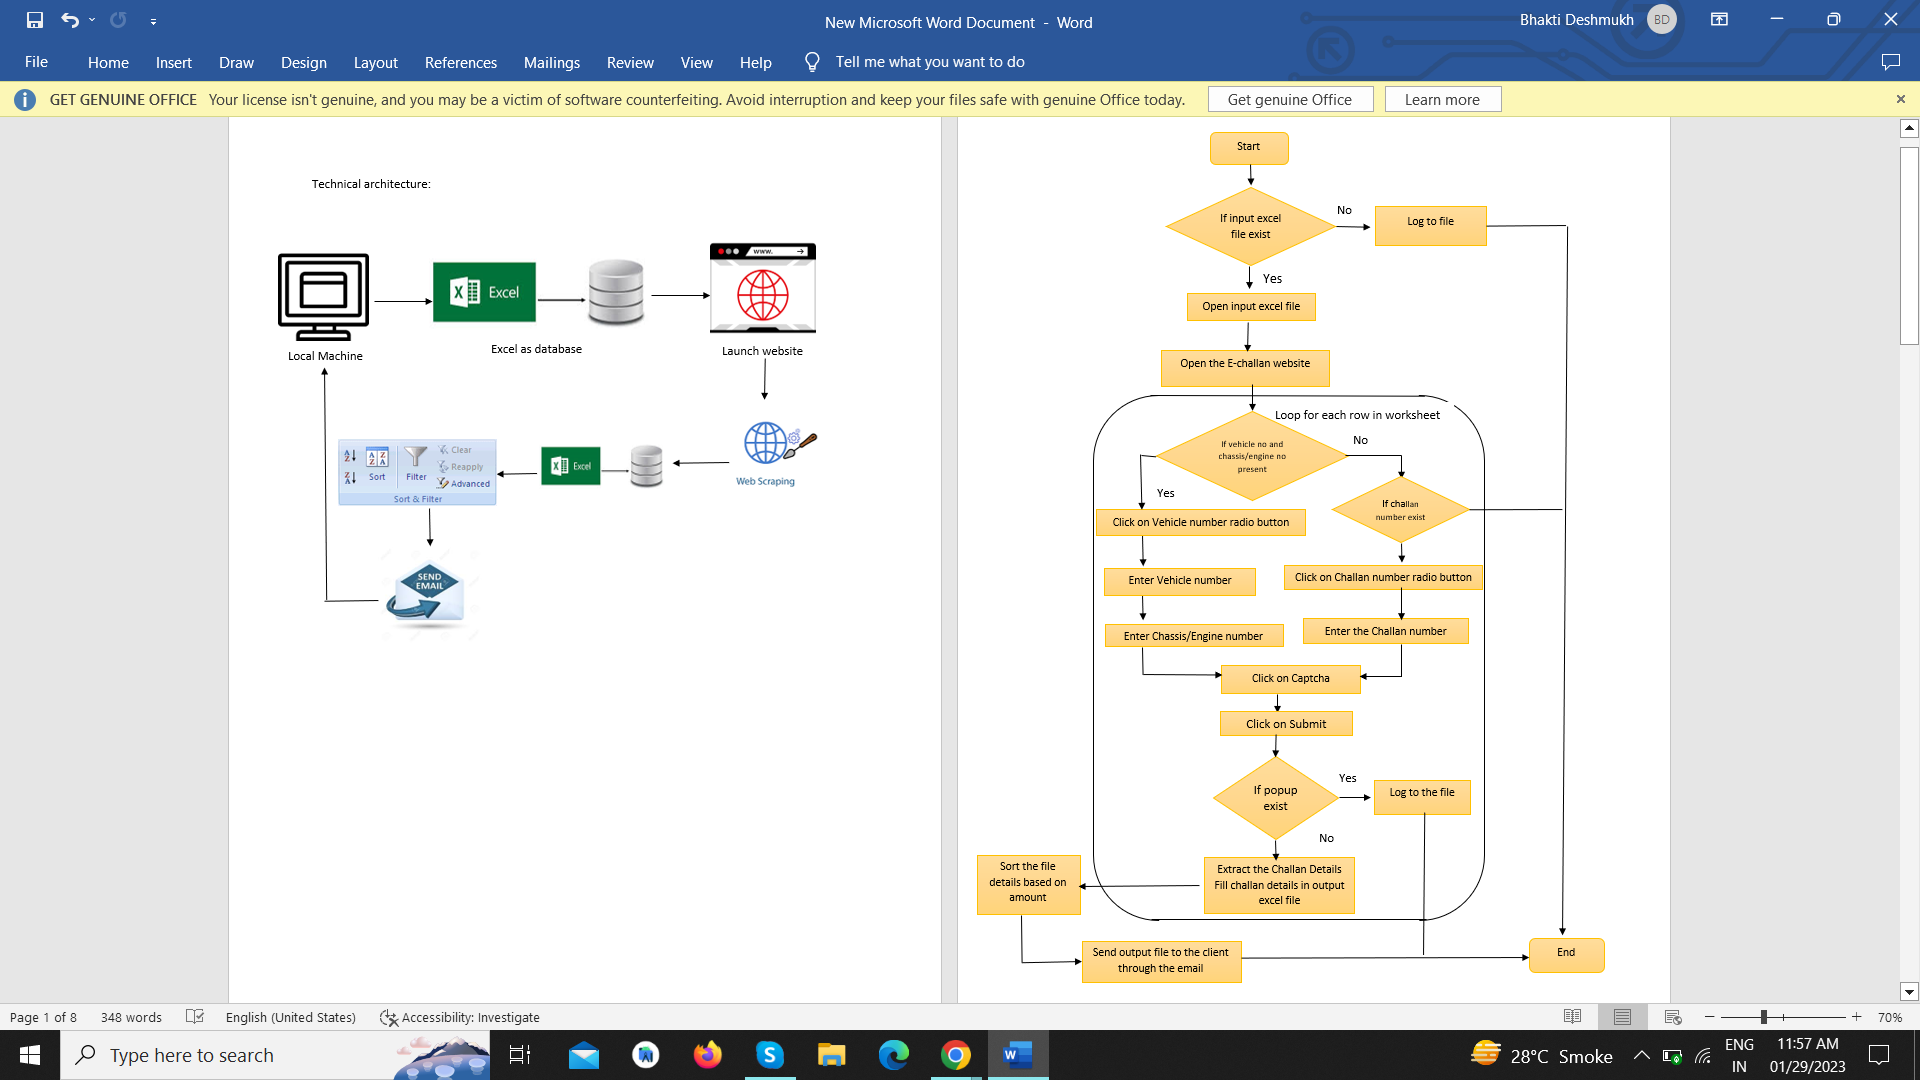 New Microsoft Word Document - Word
Bhakti Deshmukh
BD
File
Home
Insert
Draw
Design
Layout
References
Mailings
Review
View
Help
Tell me what you want to do
GET GENUINE OFFICE Your license isn't genuine, and you may be a victim of software counterfeiting. Avoid interruption and keep your files safe with genuine Office today.
Get genuine Office
Learn more
Technical architecture:
Local Machine
Excel
Excel as database
www.
Launch website
Web Scraping
Excel
Sort
Filter
Clear
Reapply
Advanced
Sort & Filter
SEND
EMAIL
Start
If input excel
file exist
No
Log to file
Yes
Open input excel file
Open the E-challan website
Loop for each row in worksheet
If vehicle no and
chassis/engine no
present
No
Yes
If challan
number exist
Click on Vehicle number radio button
Enter Vehicle number
Click on Challan number radio button
Enter Chassis/Engine number
Enter the Challan number
Click on Captcha
Click on Submit
If popup
exist
Yes
Log to the file
No
Extract the Challan Details
Fill challan details in output
excel file
Sort the file
details based on
amount
Send output file to the client
through the email
End
Page 1 of 8
348 words
English (United States)
Accessibility: Investigate
70%
Type here to search
28°C Smoke
ENG
IN
11:57 AM
01/29/2023